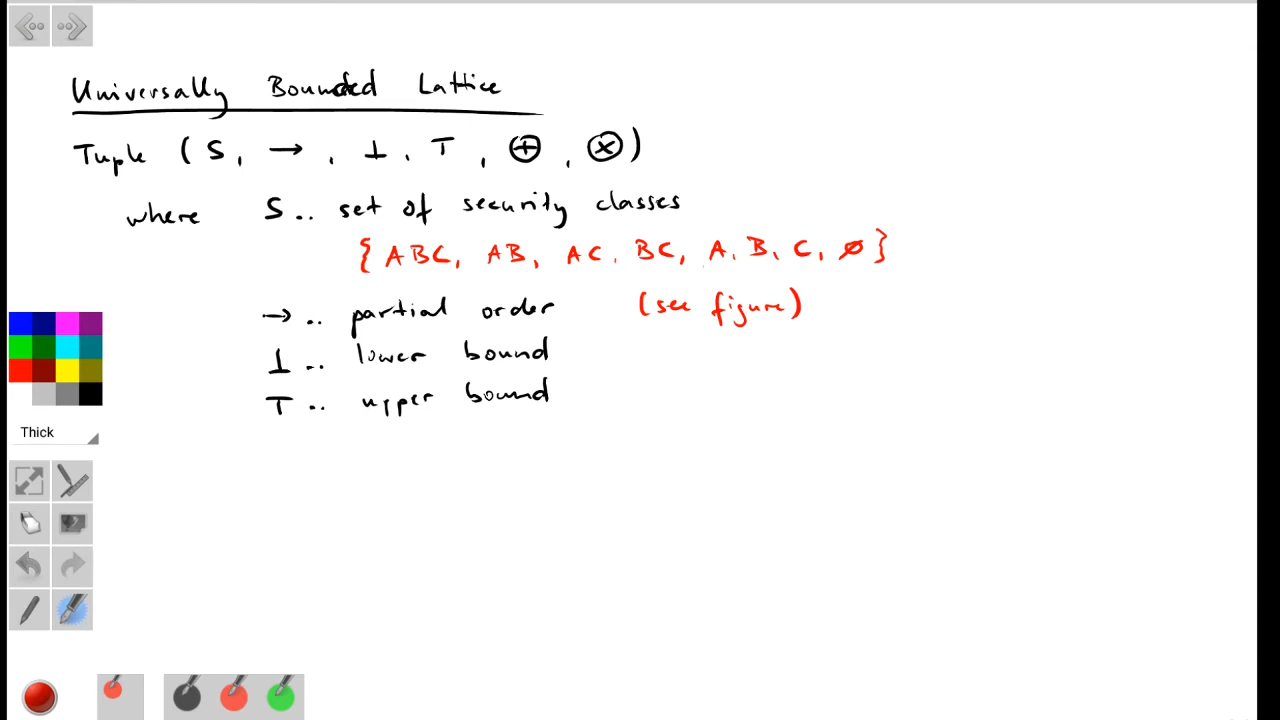 Universally Bounded Lattice
Tuple (S, →, ⊥, ⊤, ⊕, ⊗)
where S.. set of security classes
{ABC, AB, AC, BC, A, B, C, ∅}
→.. partial order (see figure)
⊥.. lower bound
⊤.. upper bound
Thick